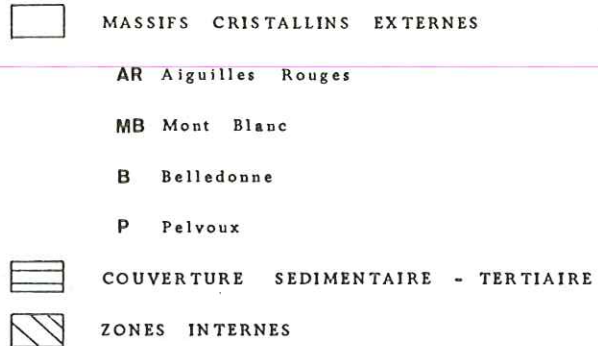 MASSIFS CRISTALLINS EXTERNES
AR Aiguilles Rouges
MB Mont Blanc
B Belledonne
P Pelvoux
COUVERTURE SEDIMENTAIRE - TERTIAIRE
ZONES INTERNES